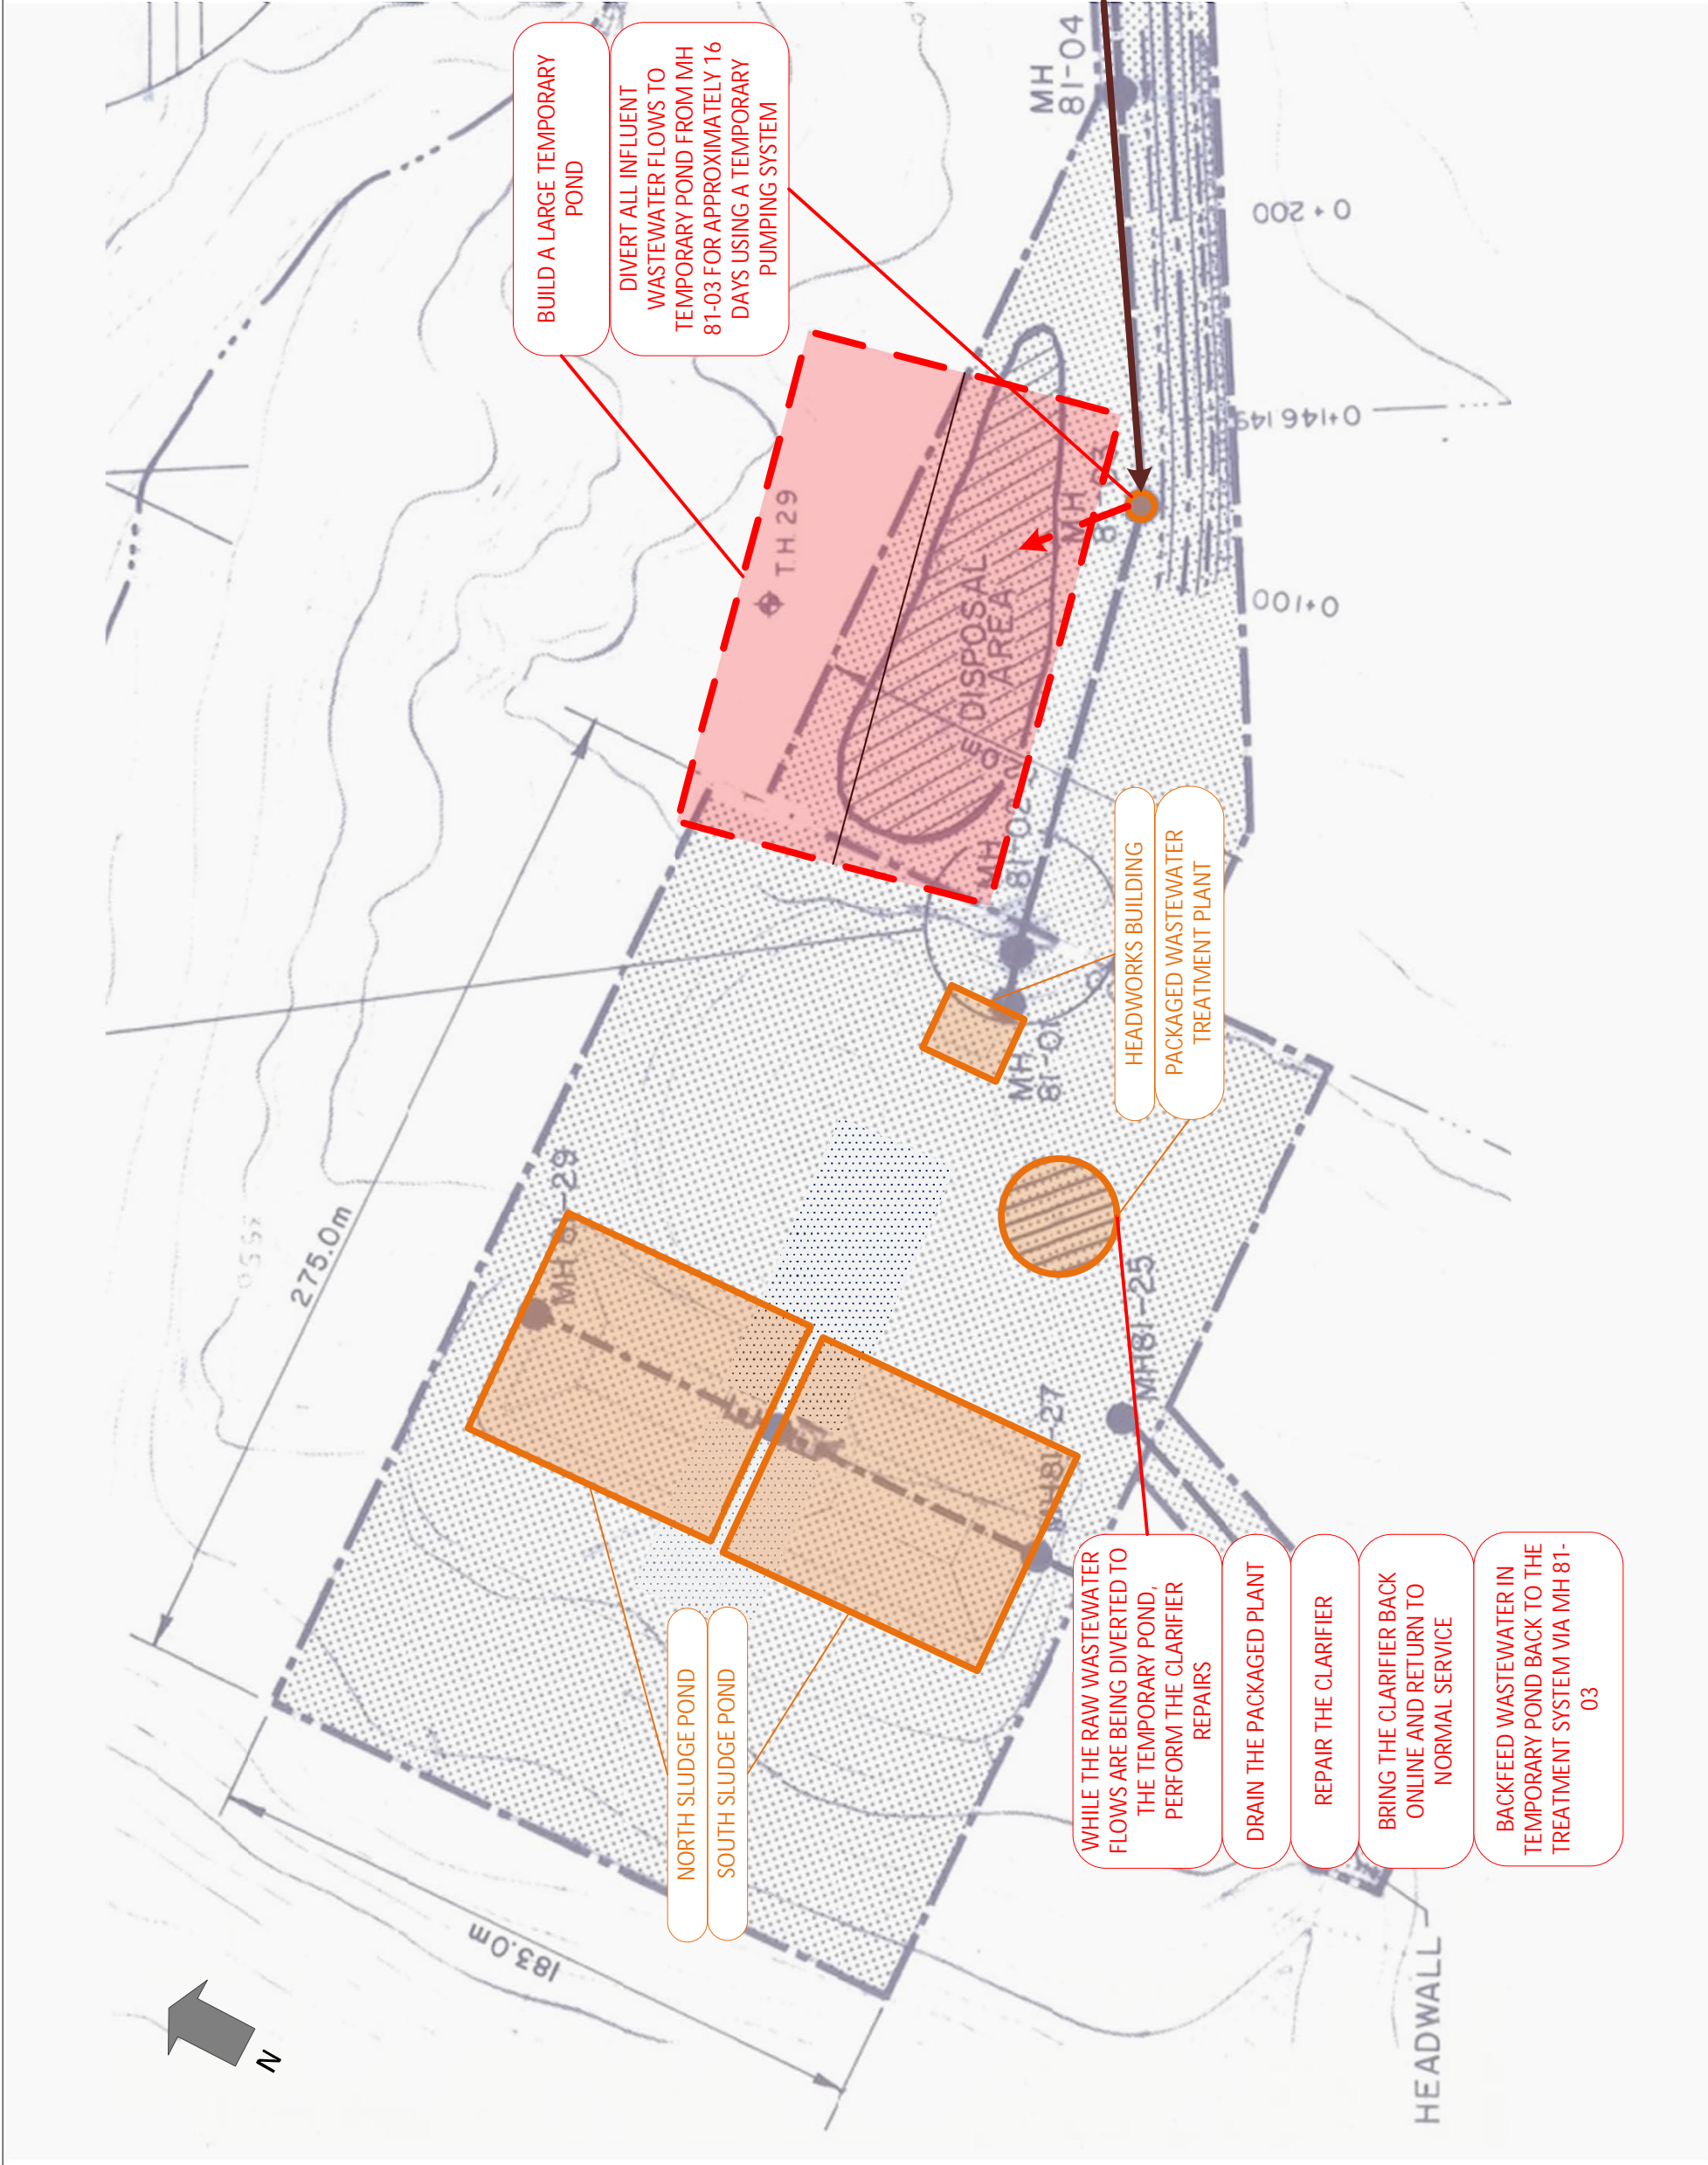 BUILD A LARGE TEMPORARY
POND
DIVERT ALL INFLUENT
WASTEWATER FLOWS TO
TEMPORARY POND FROM MH
81-03 FOR APPROXIMATELY 16
DAYS USING A TEMPORARY
PUMPING SYSTEM
MH
81-04
0+200
0+146.149
0+100
T.H.29
MH
DISPOSAL
AREA
MH
81-02
HEADWORKS BUILDING
PACKAGED WASTEWATER
TREATMENT PLANT
MH
81-01
275.0m
MH81-25
NORTH SLUDGE POND
SOUTH SLUDGE POND
WHILE THE RAW WASTEWATER
FLOWS ARE BEING DIVERTED TO
THE TEMPORARY POND,
PERFORM THE CLARIFIER
REPAIRS
DRAIN THE PACKAGED PLANT
REPAIR THE CLARIFIER
BRING THE CLARIFIER BACK
ONLINE AND RETURN TO
NORMAL SERVICE
BACKFEED WASTEWATER IN
TEMPORARY POND BACK TO THE
TREATMENT SYSTEM VIA MH 81-
03
183.0m
N
HEADWALL